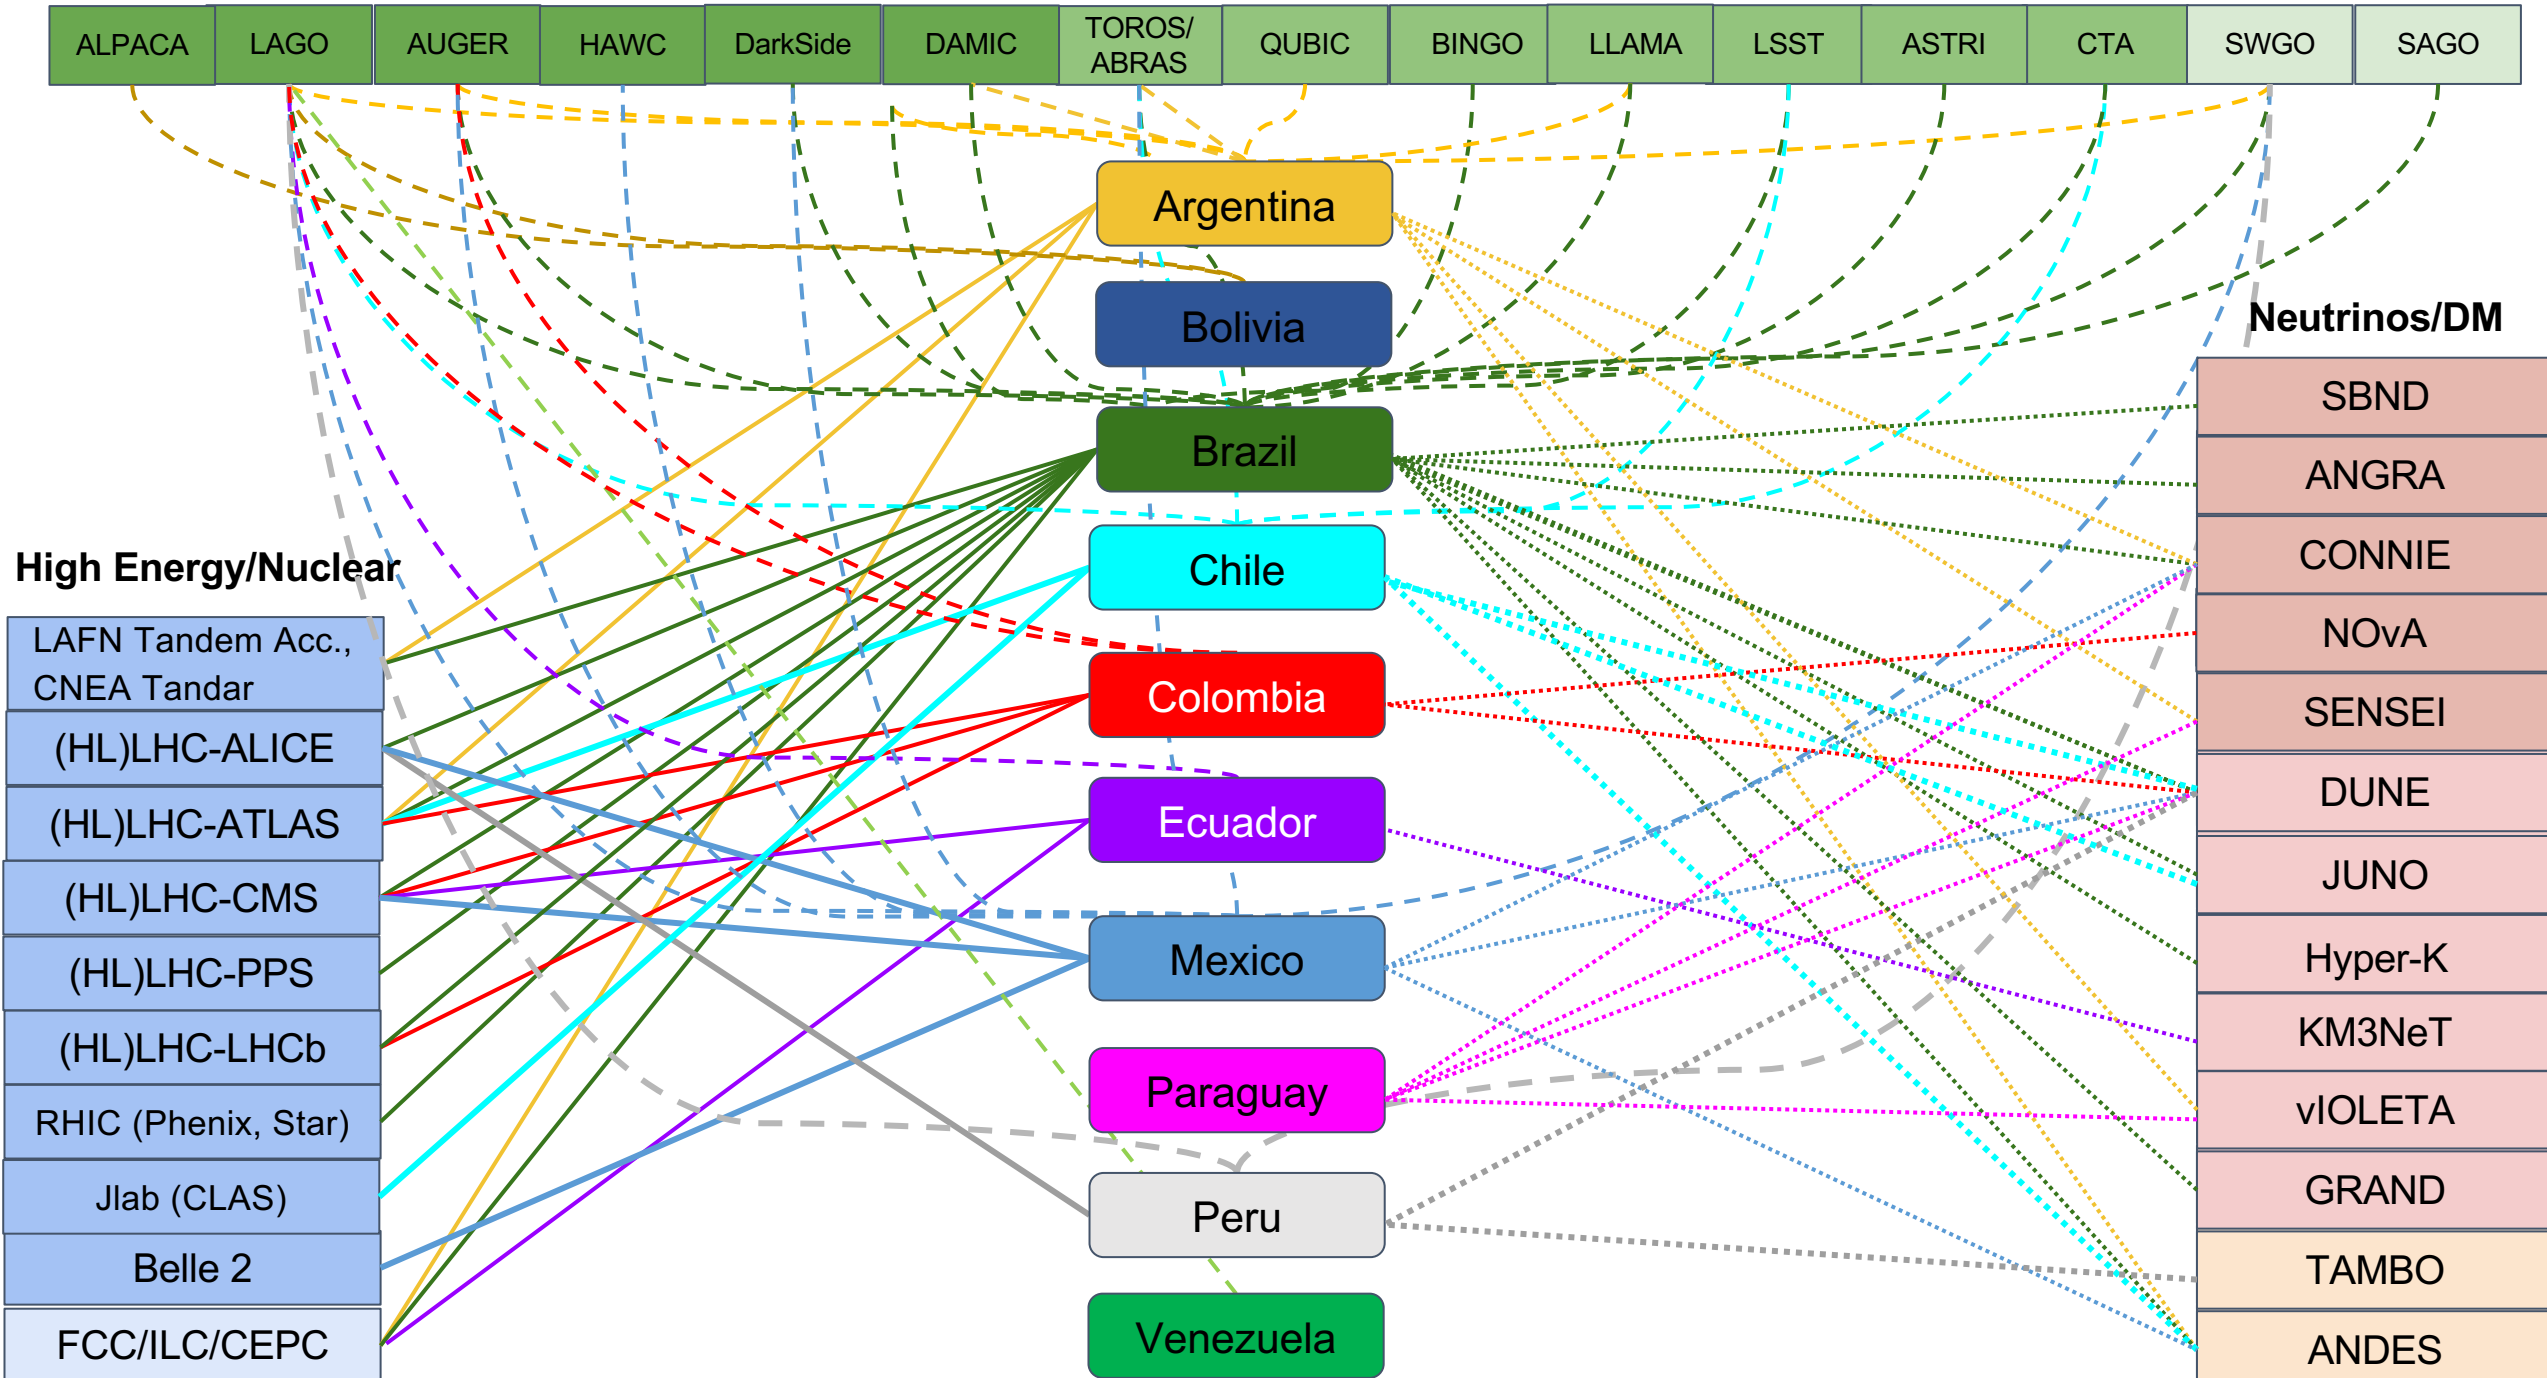 ALPACA
LAGO
AUGER
HAWC
DarkSide
DAMIC
TOROS/
ABRAS
QUBIC
BINGO
LLAMA
LSST
ASTRI
CTA
SWGO
SAGO
Argentina
Bolivia
Brazil
Chile
Colombia
Ecuador
Mexico
Paraguay
Peru
Venezuela
High Energy/Nuclear
LAFN Tandem Acc.,
CNEA Tandar
(HL)LHC-ALICE
(HL)LHC-ATLAS
(HL)LHC-CMS
(HL)LHC-PPS
(HL)LHC-LHCb
RHIC (Phenix, Star)
Jlab (CLAS)
Belle 2
FCC/ILC/CEPC
Neutrinos/DM
SBND
ANGRA
CONNIE
NOvA
SENSEI
DUNE
JUNO
Hyper-K
KM3NeT
vIOLETA
GRAND
TAMBO
ANDES